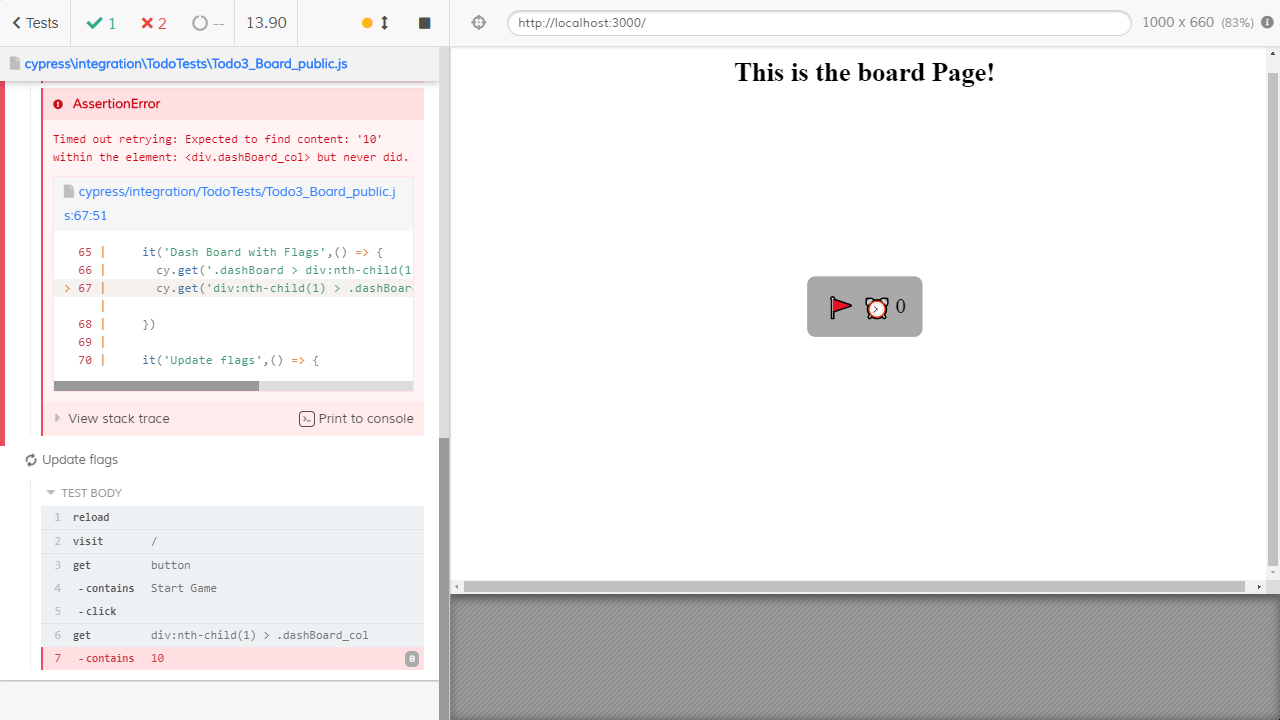 Tests
1
2
--
13.90
http://localhost:3000/
1000 x 660 (83%)
cypress\integration\TodoTests\Todo3_Board_public.js
AssertionError
Timed out retrying: Expected to find content: '10'
within the element: <div.dashBoard_col> but never did.
cypress/integration/TodoTests/Todo3_Board_public.j
s:67:51
65 | it('Dash Board with Flags',() => {
66 | cy.get('.dashBoard > div:nth-child(1
> 67 | cy.get('div:nth-child(1) > .dashBoar
|
68 | })
69 |
70 | it('Update flags',() => {
View stack trace
Print to console
Update flags
TEST BODY
1 reload
2 visit /
3 get button
4 -contains Start Game
5 -click
6 get div:nth-child(1) > .dashBoard_col
7 -contains 10 0
This is the board Page!
0